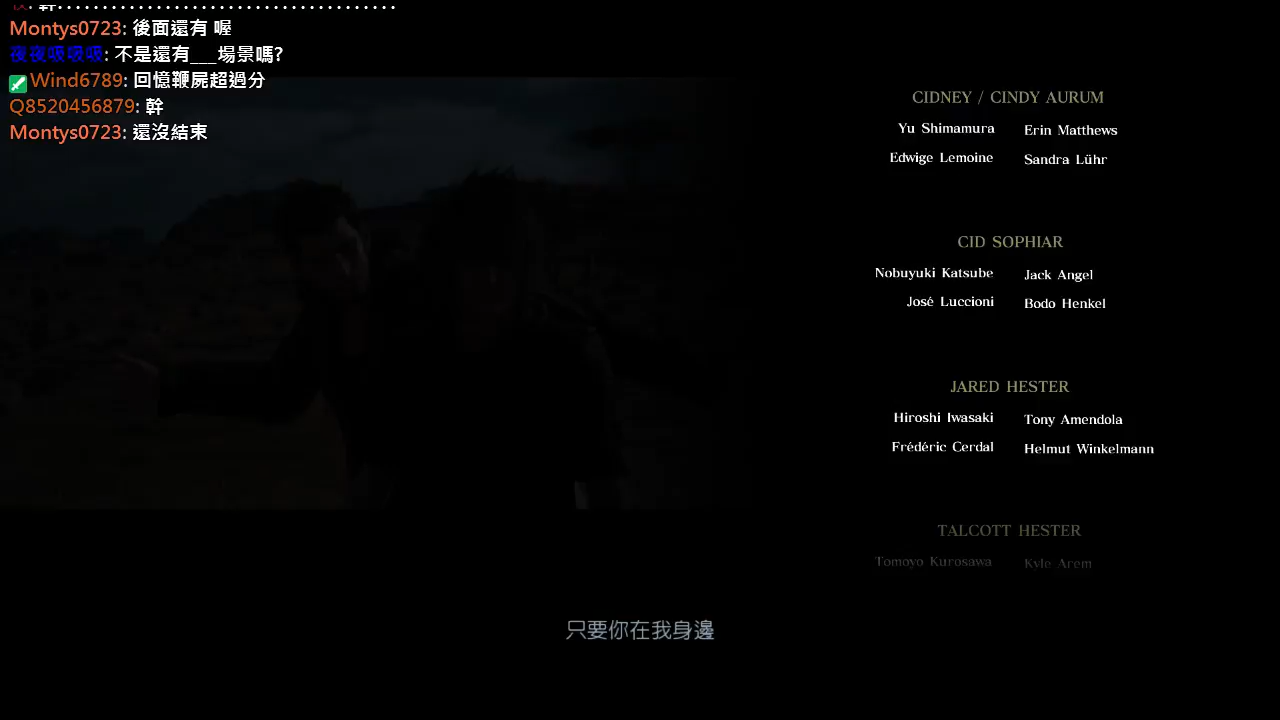 幹......................................
Montys0723: 後面還有 喔
夜夜吸吸吸: 不是還有___場景嗎?
Wind6789: 回憶鞭屍超過分
Q8520456879: 幹
Montys0723: 還沒結束
CIDNEY / CINDY AURUM
Yu Shimamura Erin Matthews
Edwige Lemoine Sandra Lühr
CID SOPHIAR
Nobuyuki Katsube Jack Angel
José Luccioni Bodo Henkel
JARED HESTER
Hiroshi Iwasaki Tony Amendola
Frédéric Cerdal Helmut Winkelmann
TALCOTT HESTER
Tomoyo Kurosawa Kyle Arem
只要你在我身邊